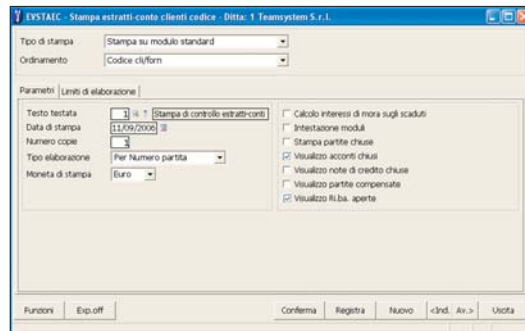 EVSTAEC - Stampa estratti-conto clienti codice - Ditta: 1 Teamsystem S.r.l.
Tipo di stampa Stampa su modulo standard
Ordinamento Codice cli/forn
Parametri Limiti di elaborazione
Testo testata 1 Stampa di controllo estratti-conti
Data di stampa 11/09/2006
Numero copie 1
Tipo elaborazione Per Numero partita
Moneta di stampa Euro
Calcolo interessi di mora sugli scaduti
Intestazione moduli
Stampa partite chiuse
Visualizzo acconti chiusi
Visualizzo note di credito chiuse
Visualizzo partite compensate
Visualizzo Ri.ba. aperte
Funzioni Exp.off Conferma Registra Nuovo <Ind. Av.> Uscita